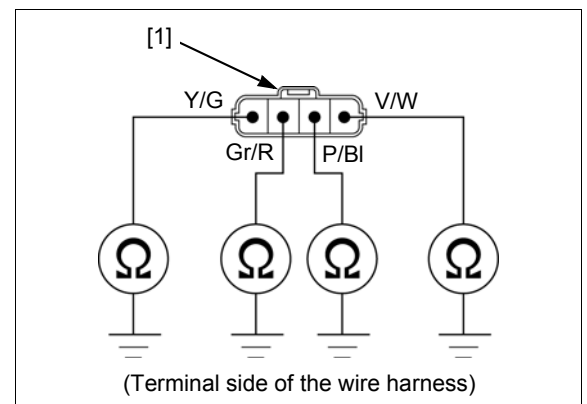 [1]
Y/G
V/W
Gr/R
P/Bl
Ω
Ω
Ω
Ω
(Terminal side of the wire harness)